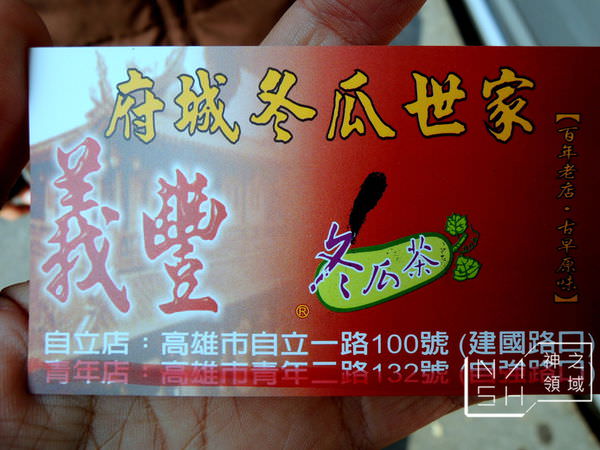 府城冬瓜世家
【百年老店·古早原味】
義豐
®
冬瓜茶
自立店：高雄市自立一路100號 (建國路口)
青年店：高雄市青年二路132號
神之領域